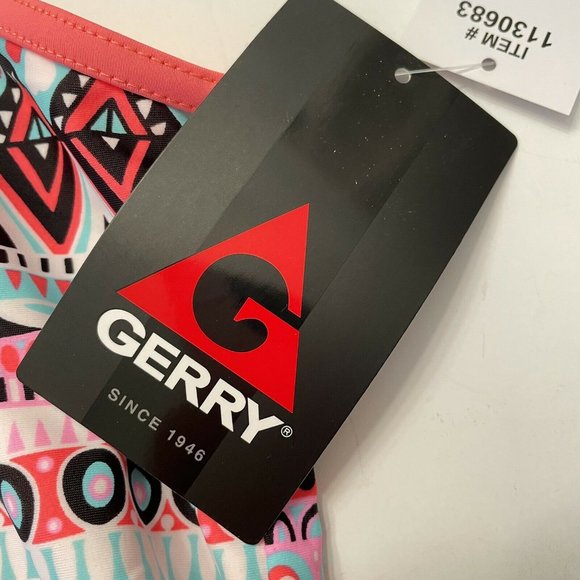 ITEM #
1130683
G
GERRY®
SINCE 1946